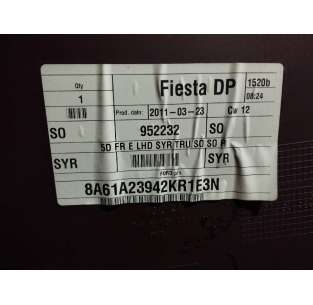 Qty Fiesta DP 1520b
1 08:24
Prod. date: 2011-03-23 Cw 12
SO 952232 SO
5D FR E LHD SYR TRU SO SO F
SYR SYR
8A61A23942KR1E3N